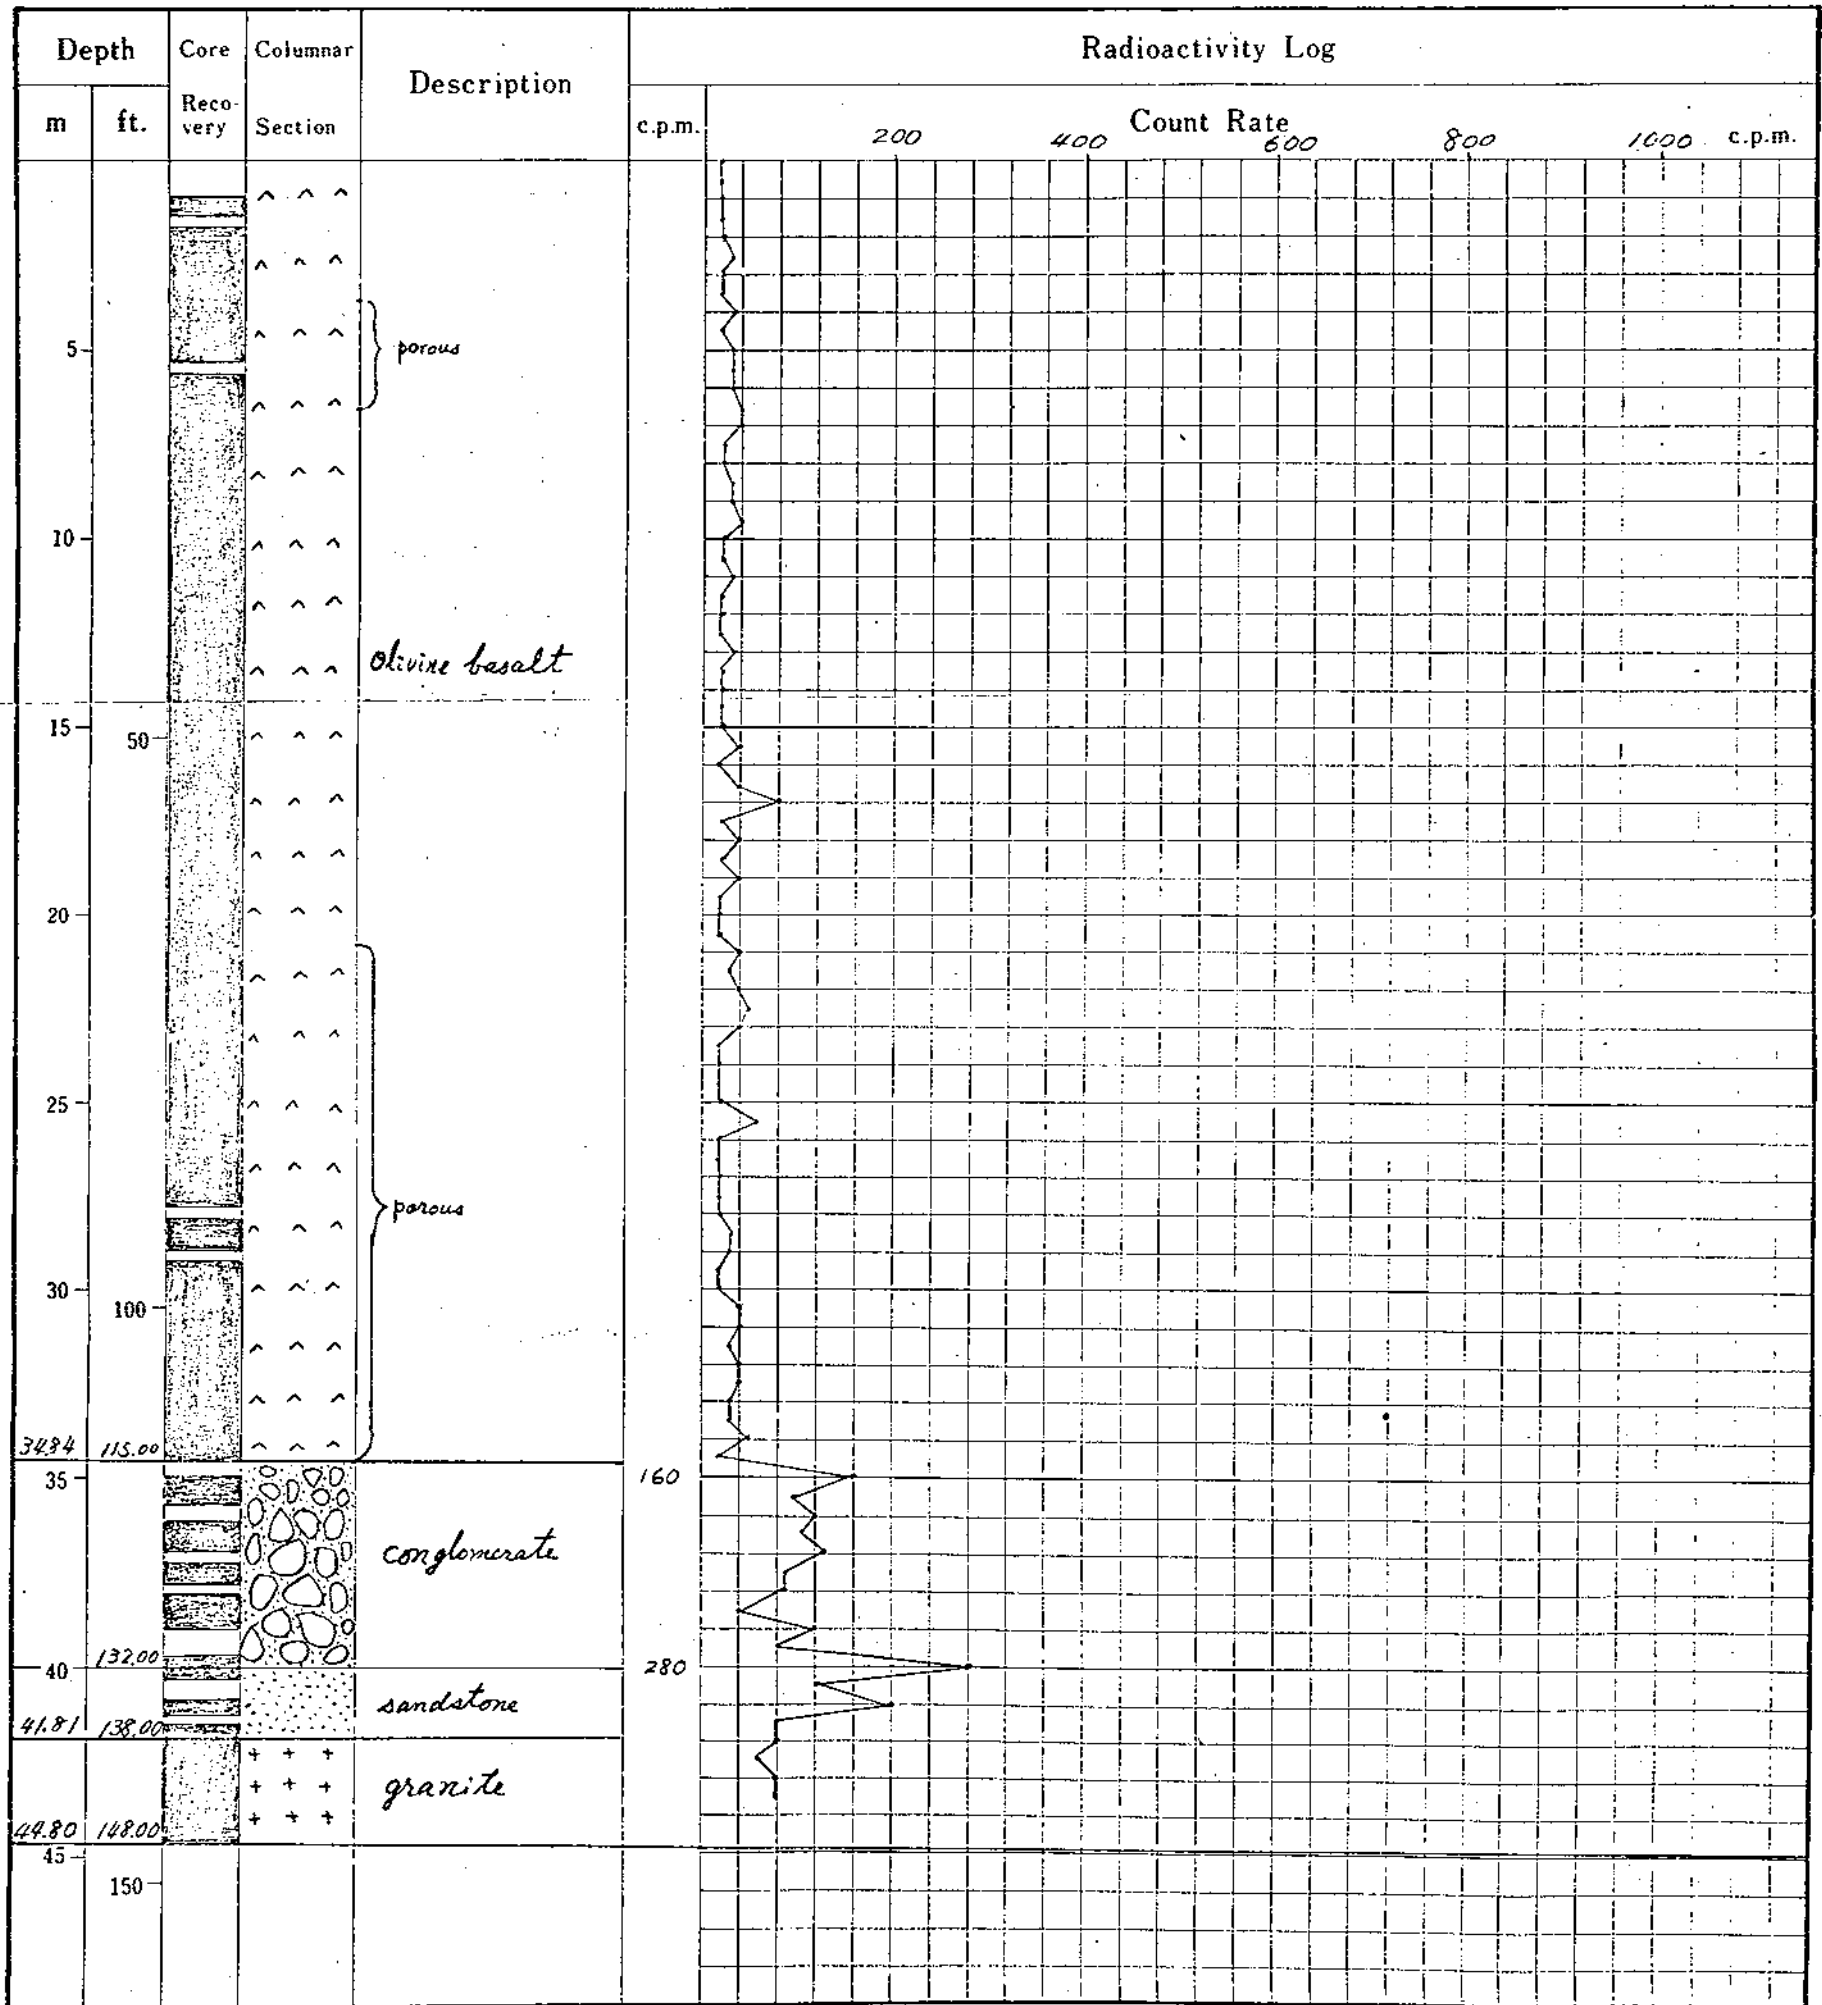 Depth Core Columnar Description Radioactivity Log
m ft. Reco- Section c.p.m. Count Rate
very
200 400 600 800 1000 c.p.m.
5 porous
10
olivine basalt
15
50
20
25
porous
30
100
34.84 115.00
35 160
conglomerate
132.00
40 280
sandstone
41.81 138.00
granite
44.80 148.00
45
150